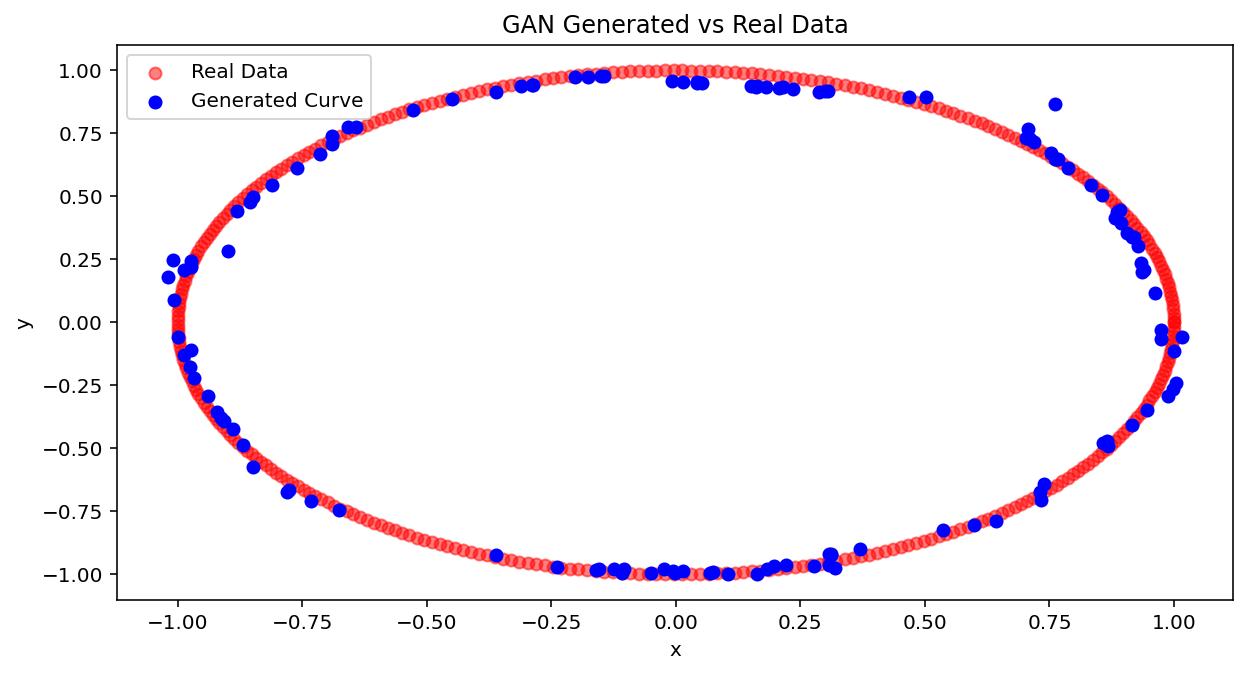 GAN Generated vs Real Data
Real Data
Generated Curve
1.00
0.75
0.50
0.25
0.00
−0.25
−0.50
−0.75
−1.00
y
−1.00 −0.75 −0.50 −0.25 0.00 0.25 0.50 0.75 1.00
x